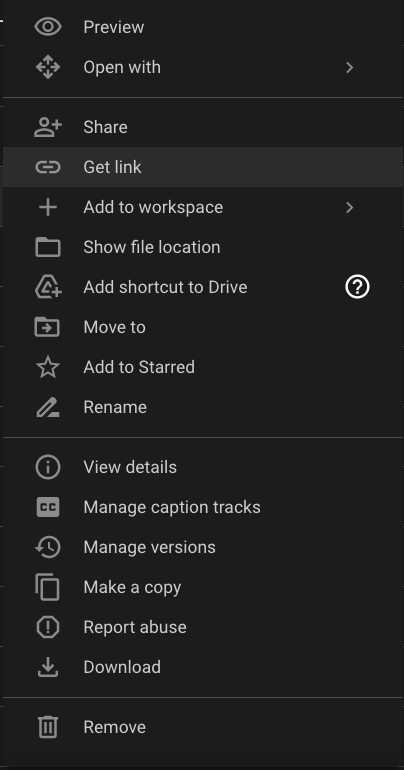 Preview
Open with
Share
Get link
Add to workspace
Show file location
Add shortcut to Drive
Move to
Add to Starred
Rename
View details
CC Manage caption tracks
Manage versions
Make a copy
Report abuse
Download
Remove